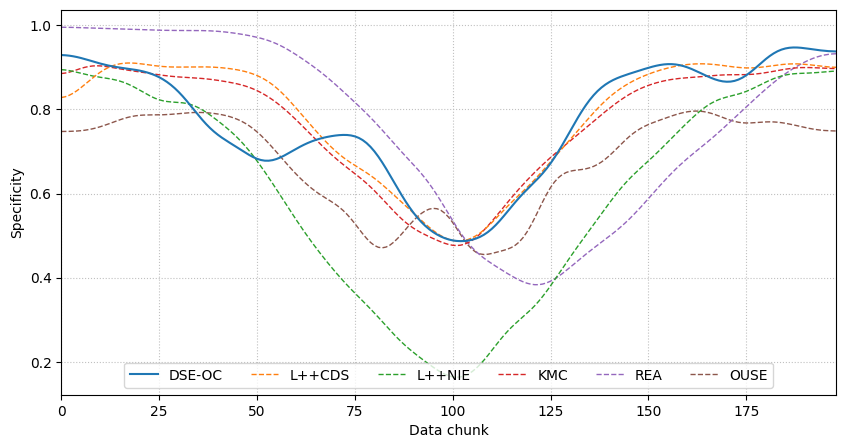 1.0
0.8
0.6
0.4
0.2
Specificity
DSE-OC L++CDS L++NIE KMC REA OUSE
0 25 50 75 100 125 150 175
Data chunk